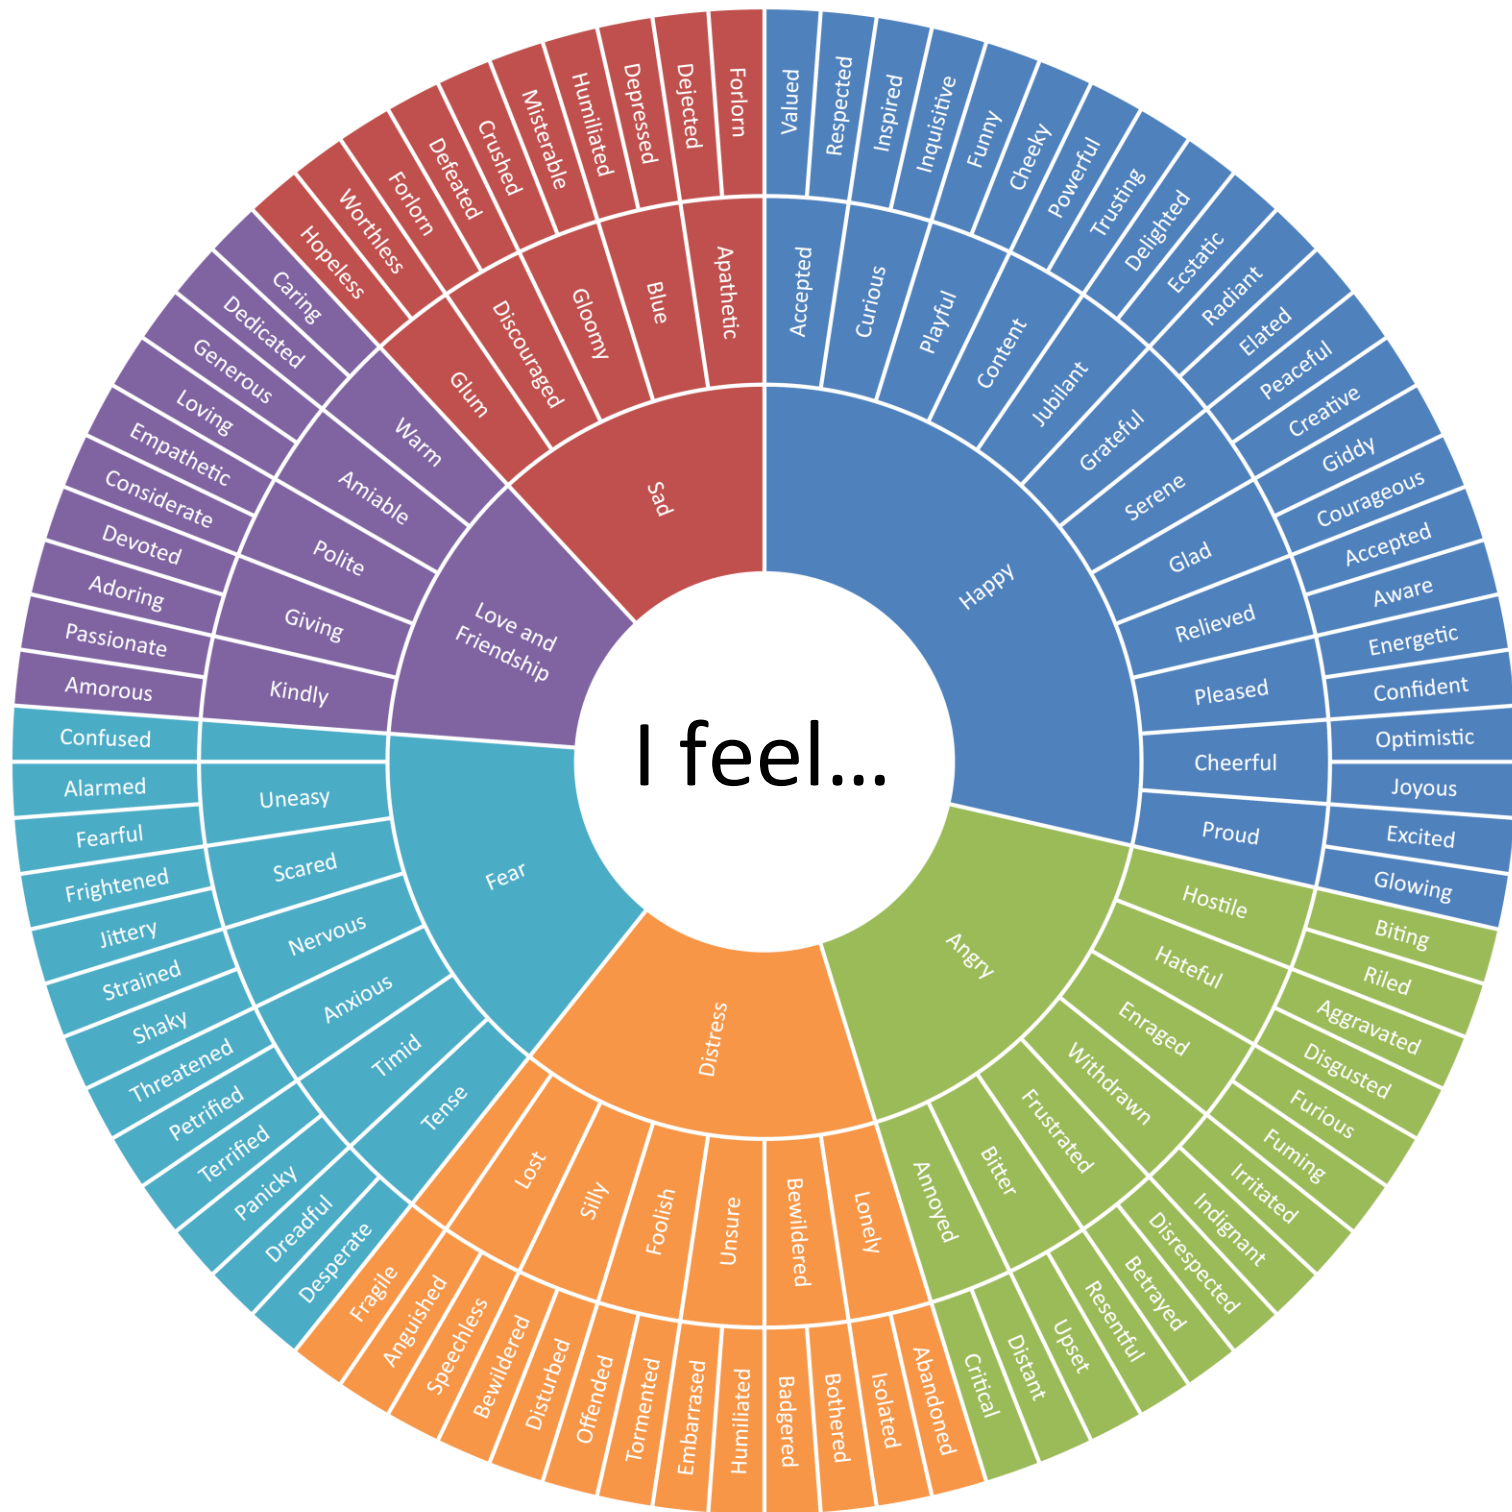 I feel...
Happy
Accepted
Valued
Respected
Curious
Inspired
Inquisitive
Playful
Funny
Cheeky
Content
Powerful
Trusting
Jubilant
Delighted
Ecstatic
Grateful
Radiant
Elated
Serene
Peaceful
Creative
Glad
Giddy
Courageous
Relieved
Accepted
Aware
Pleased
Energetic
Confident
Cheerful
Optimistic
Joyous
Proud
Excited
Glowing
Angry
Hostile
Biting
Riled
Hateful
Aggravated
Disgusted
Enraged
Furious
Fuming
Withdrawn
Irritated
Indignant
Frustrated
Disrespected
Betrayed
Bitter
Resentful
Upset
Annoyed
Distant
Critical
Distress
Lonely
Abandoned
Isolated
Bewildered
Bothered
Badgered
Unsure
Humiliated
Embarrased
Foolish
Tormented
Offended
Silly
Disturbed
Bewildered
Lost
Speechless
Anguished
Fragile
Fear
Tense
Desperate
Dreadful
Timid
Panicky
Terrified
Anxious
Petrified
Threatened
Nervous
Shaky
Strained
Scared
Jittery
Frightened
Uneasy
Fearful
Alarmed
Confused
Love and
Friendship
Kindly
Amorous
Passionate
Giving
Adoring
Devoted
Polite
Considerate
Empathetic
Amiable
Loving
Generous
Warm
Dedicated
Caring
Sad
Glum
Hopeless
Worthless
Discouraged
Forlorn
Defeated
Gloomy
Crushed
Misterable
Blue
Humiliated
Depressed
Apathetic
Dejected
Forlorn